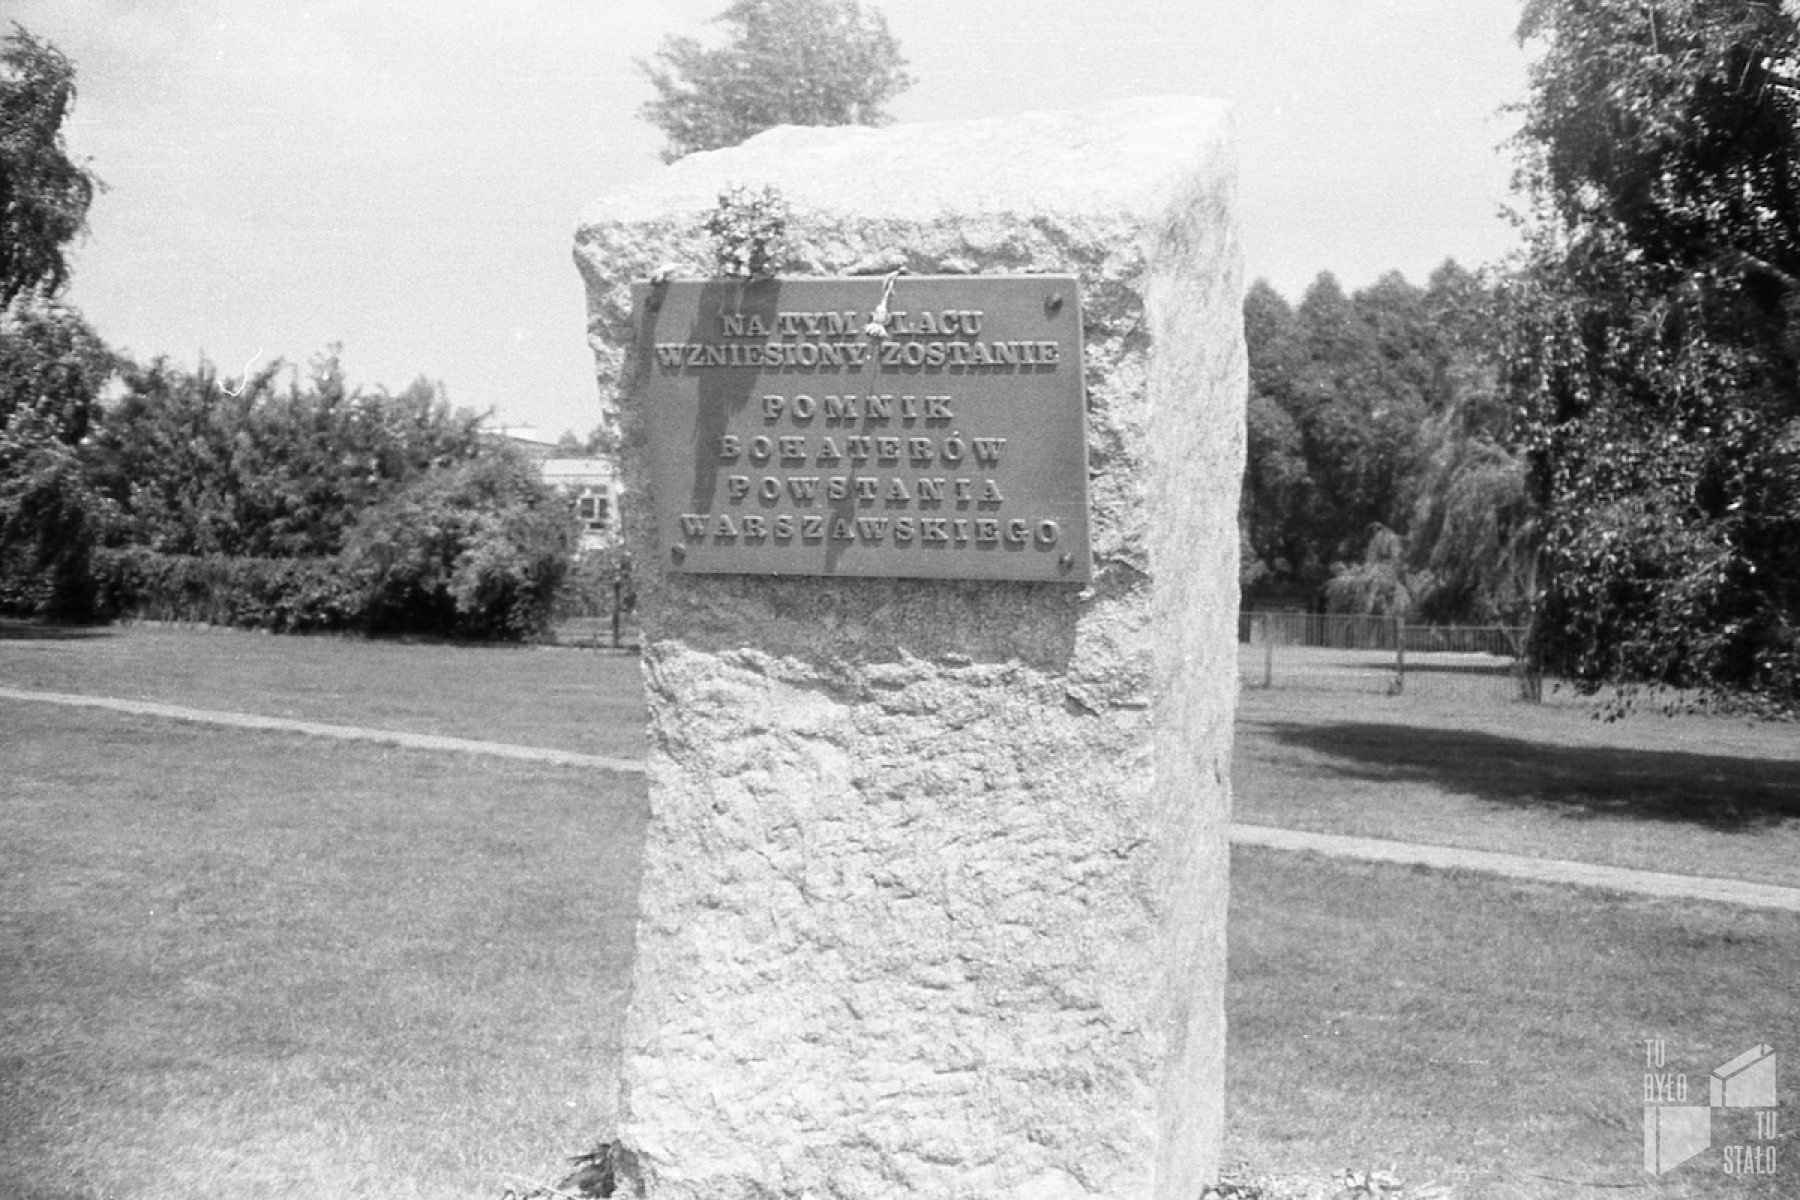 NA TYM PLACU
WZNIESIONY ZOSTANIE
POMNIK
BOHATERÓW
POWSTANIA
WARSZAWSKIEGO
TU
BYŁO
TU
STAŁO